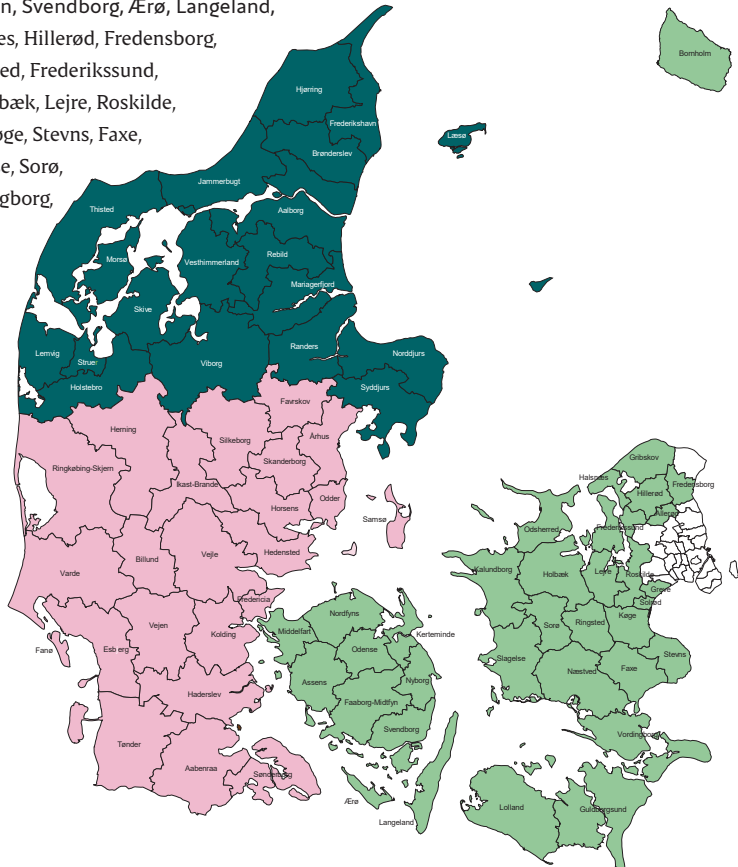 n, Svendborg, Ærø, Langeland,
es, Hillerød, Fredensborg,
ed, Frederikssund,
bæk, Lejre, Roskilde,
øge, Stevns, Faxe,
e, Sorø,
gborg,
Bornholm
Hjørring
Frederikshavn
Læsø
Brønderslev
Jammerbugt
Thisted
Aalborg
Morsø
Vesthimmerland
Rebild
Mariagerfjord
Skive
Lemvig
Struer
Viborg
Randers
Norddjurs
Holstebro
Syddjurs
Favrskov
Herning
Silkeborg
Århus
Ringkøbing-Skjern
Skanderborg
Ikast-Brande
Odder
Horsens
Samsø
Hedensted
Varde
Billund
Vejle
Fredericia
Vejen
Kolding
Fanø
Esb erg
Haderslev
Tønder
Aabenraa
Sønderborg
Nordfyns
Middelfart
Kerteminde
Odense
Assens
Nyborg
Faaborg-Midtfyn
Svendborg
Ærø
Langeland
Gribskov
Halsnæs
Fredensborg
Hillerød
Allerød
Odsherred
Frederikssund
Kalundborg
Holbæk
Lejre
Roskilde
Greve
Solrød
Sorø
Ringsted
Køge
Slagelse
Næstved
Faxe
Stevns
Vordingborg
Lolland
Guldborgsund